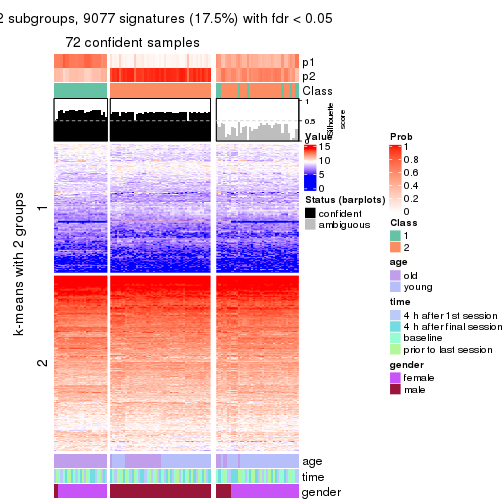 2 subgroups, 9077 signatures (17.5%) with fdr < 0.05
72 confident samples
p1
p2
Class
1
0.5
0
Silhouette
score
k-means with 2 groups
1
2
age
time
gender
Value
15
10
5
0
Status (barplots)
confident
ambiguous
Prob
1
0.8
0.6
0.4
0.2
0
Class
1
2
age
old
young
time
4 h after 1st session
4 h after final session
baseline
prior to last session
gender
female
male